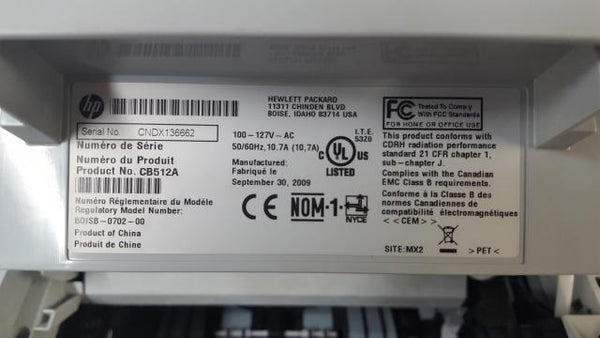 hp
HEWLETT PACKARD
11311 CHINDEN BLVD
BOISE, IDAHO 83714 USA
Serial No. CNDX136662
Numéro de Série
Numéro du Produit
Product No. CB512A
Numéro Réglementaire du Modèle
Regulatory Model Number:
BOISB-0702-00
Product of China
Produit de Chine
100-127V~AC
50/60Hz, 10.7A (10,7A)
Manufactured:
Fabriqué le
September 30, 2009
I.T.E.
5320
C UL US
LISTED
CE NOM-1- NYCE
FC Tested To Comply
With FCC Standards
FOR HOME OR OFFICE USE
This product conforms with
CDRH radiation performance
standard 21 CFR chapter 1,
sub-chapter J.
Complies with the Canadian
EMC Class B requirements.
Conforme à la Classe B des
normes Canadiennes de
compatibilité électromagnétiques
<<CEM>>
SITE:MX2
>PET<